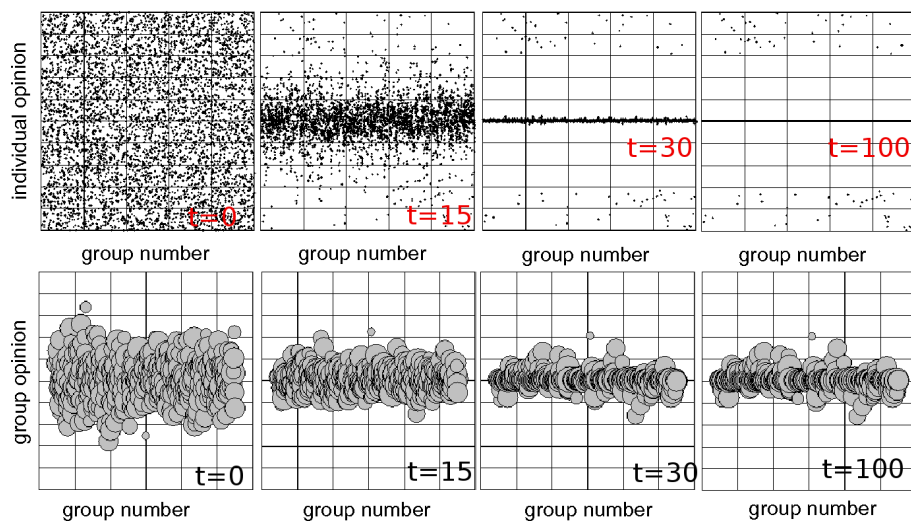 individual opinion
t=0
t=15
t=30
t=100
group number
group number
group number
group number
group opinion
t=0
t=15
t=30
t=100
group number
group number
group number
group number